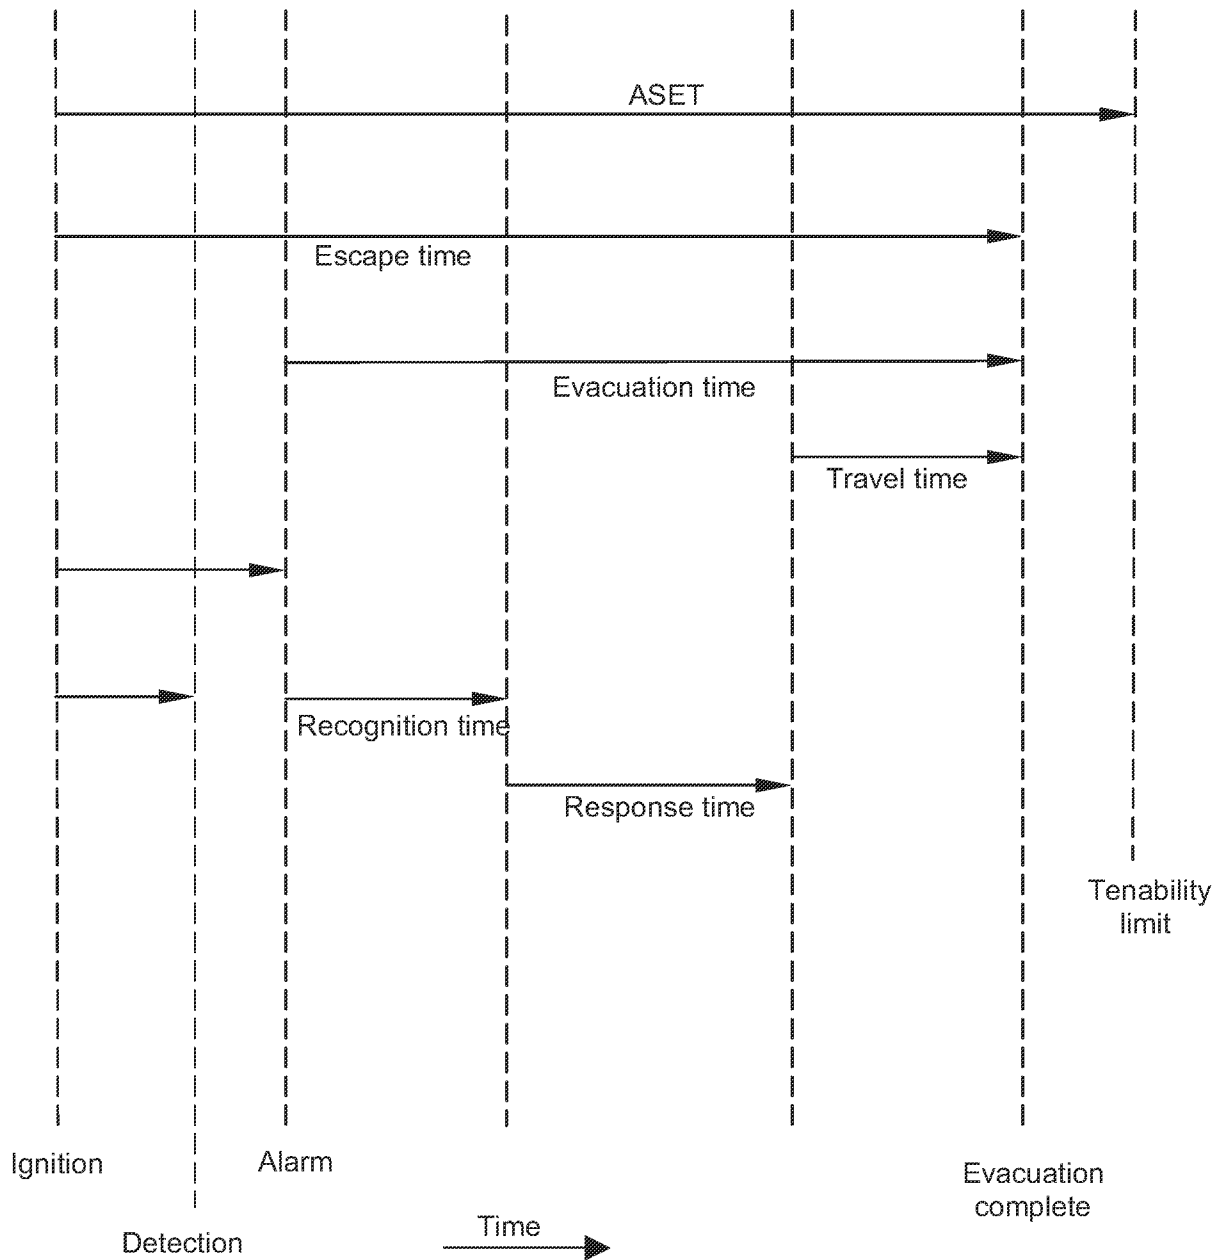 ASET
Escape time
Evacuation time
Travel time
Recognition time
Response time
Tenability
limit
Ignition
Alarm
Evacuation
complete
Detection
Time